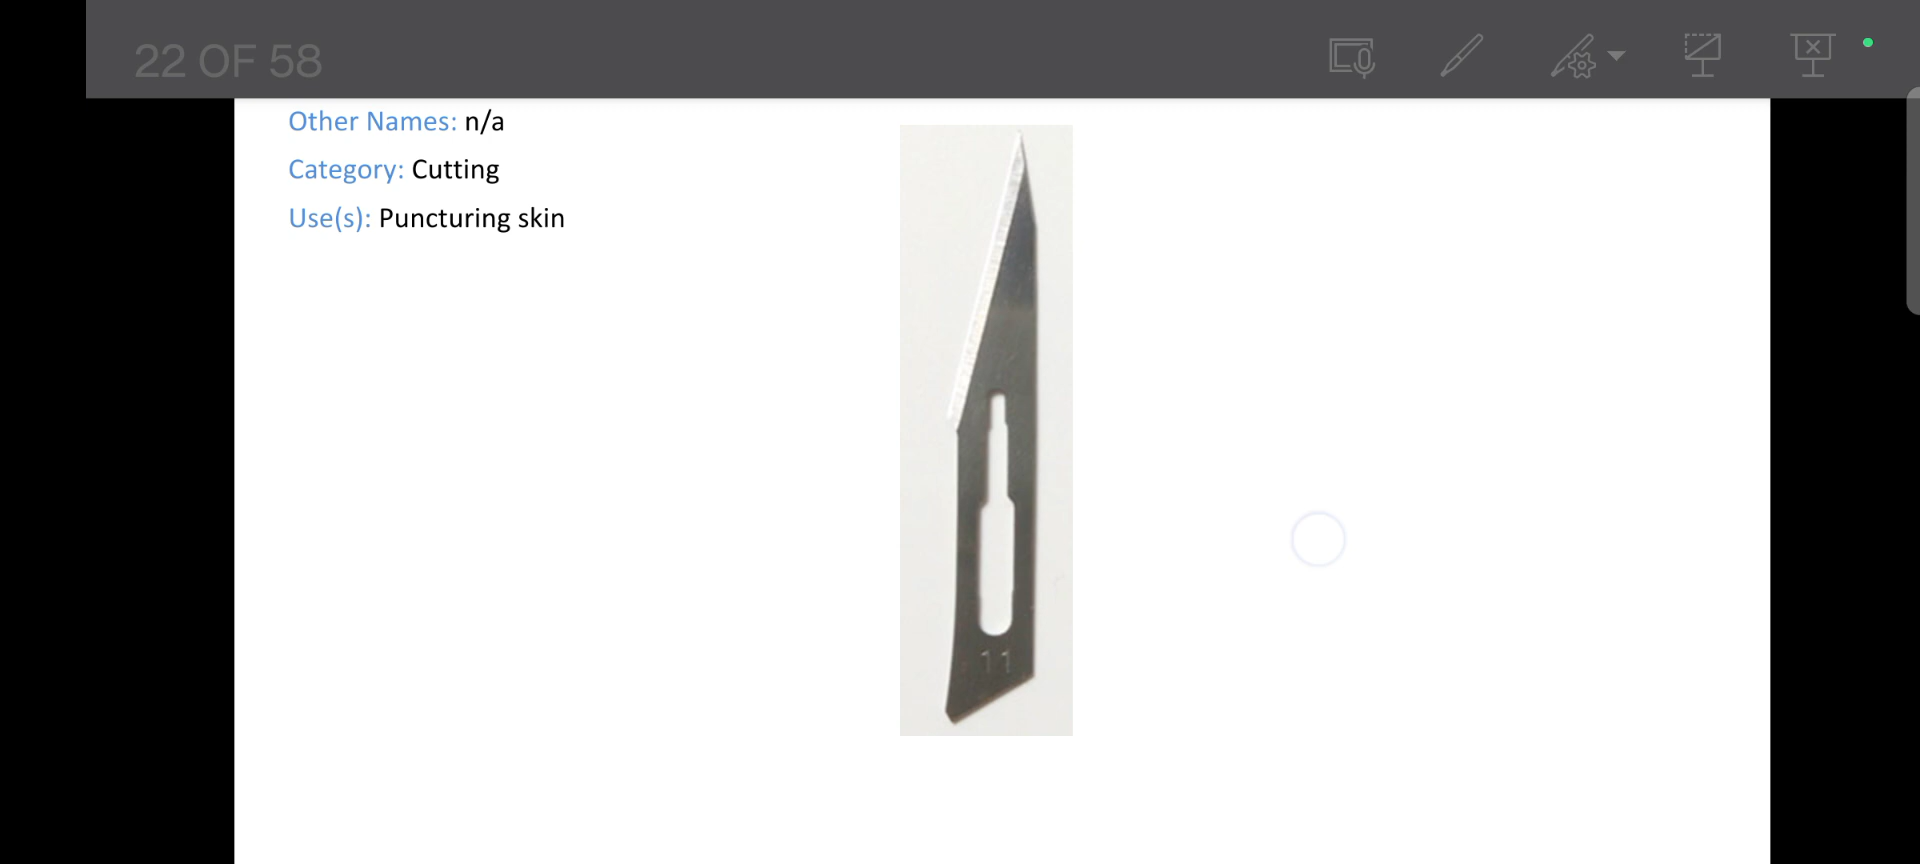 22 OF 58
Other Names: n/a
Category: Cutting
Use(s): Puncturing skin
11